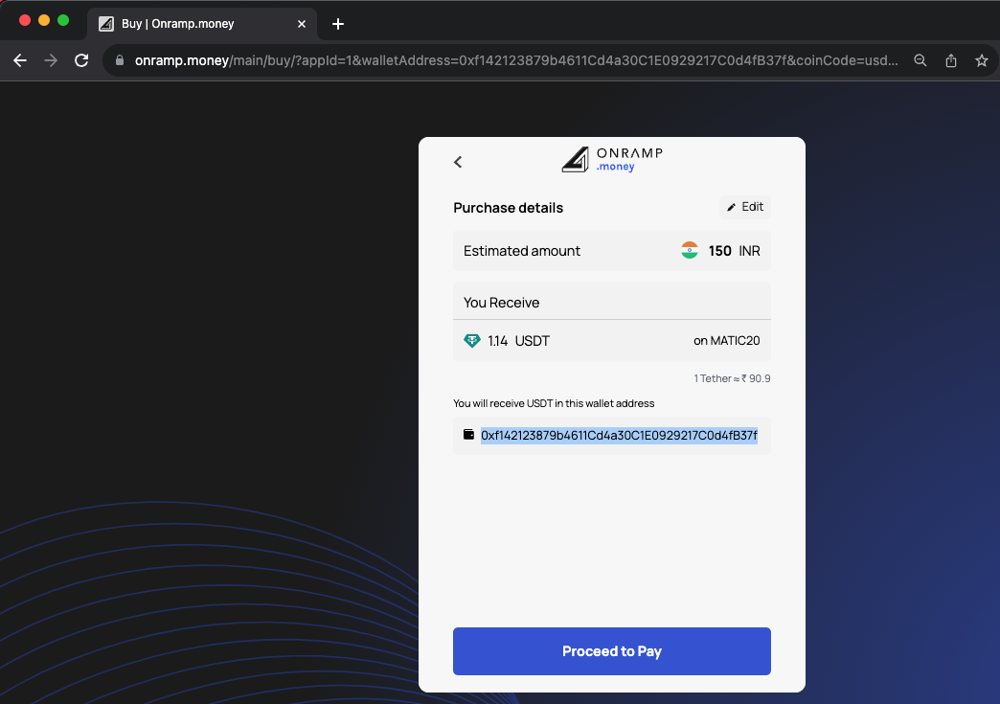 Buy | Onramp.money
onramp.money/main/buy/?appId=1&walletAddress=0xf142123879b4611Cd4a30C1E0929217C0d4fB37f&coinCode=usd...
ONRAMP
.money
Purchase details
Edit
Estimated amount
150 INR
You Receive
1.14 USDT
on MATIC20
1 Tether ≈ ₹ 90.9
You will receive USDT in this wallet address
0xf142123879b4611Cd4a30C1E0929217C0d4fB37f
Proceed to Pay